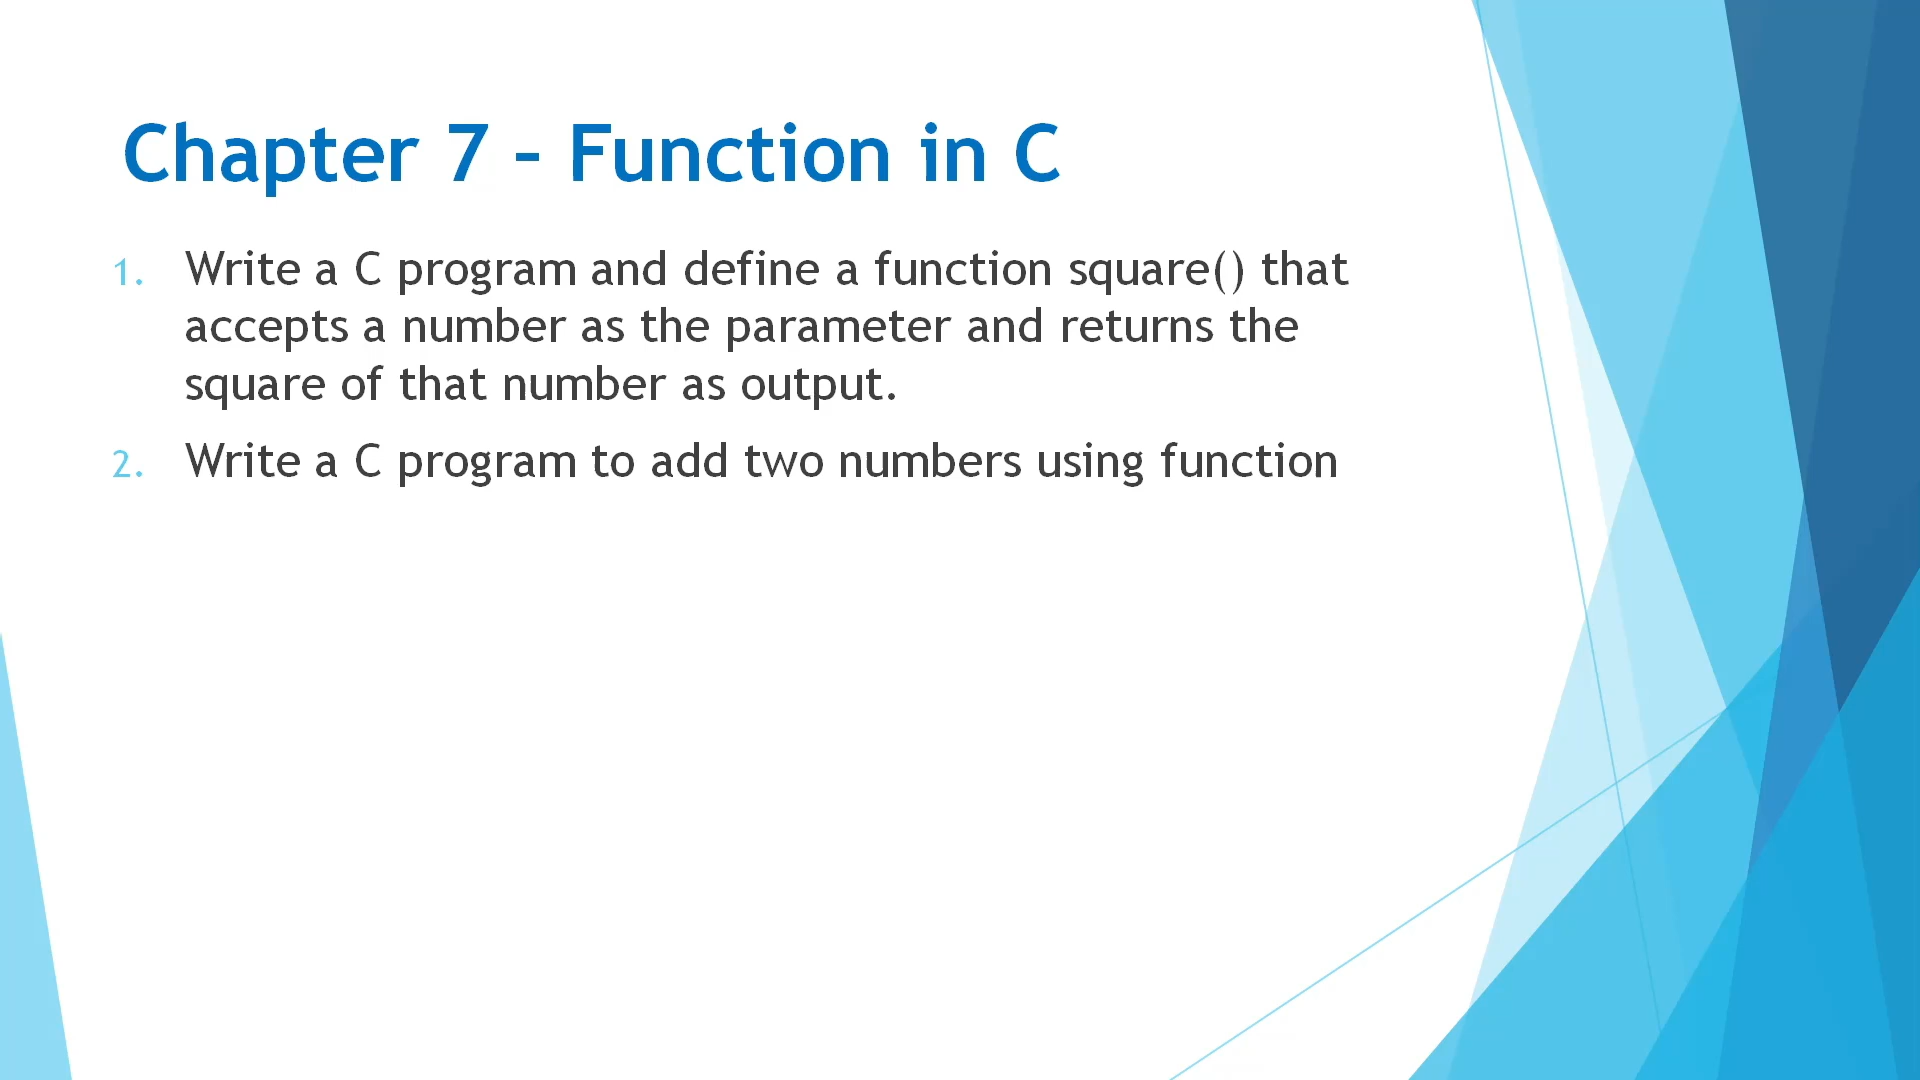 Chapter 7 – Function in C
1. Write a C program and define a function square() that
accepts a number as the parameter and returns the
square of that number as output.
2. Write a C program to add two numbers using function